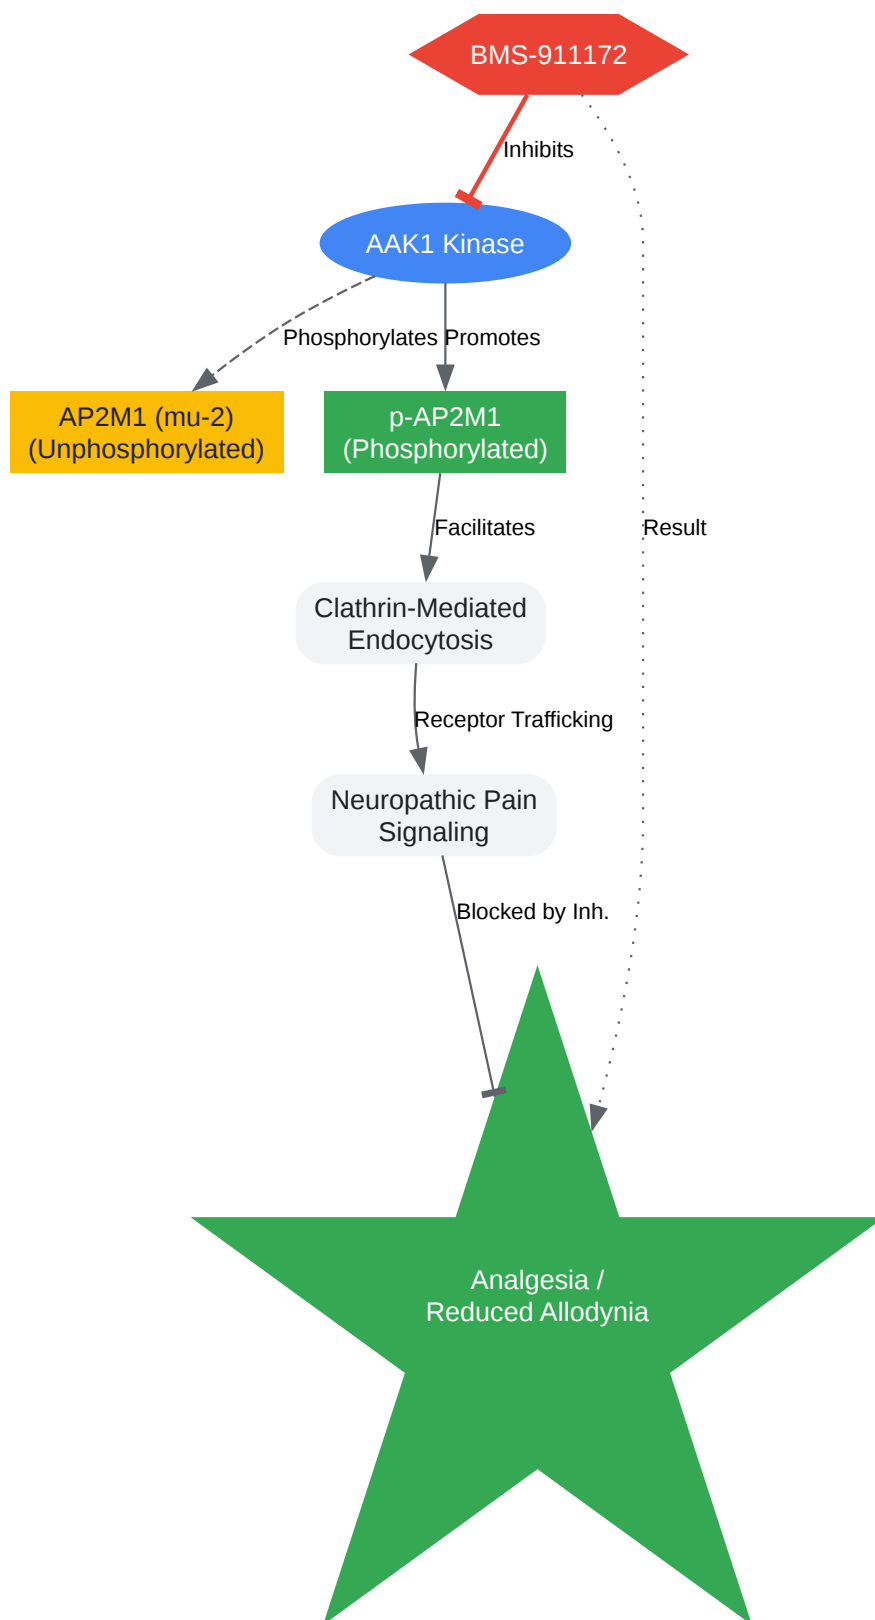 BMS-911172
Inhibits
AAK1 Kinase
Phosphorylates
Promotes
AP2M1 (mu-2)
(Unphosphorylated)
p-AP2M1
(Phosphorylated)
Facilitates
Result
Clathrin-Mediated
Endocytosis
Receptor Trafficking
Neuropathic Pain
Signaling
Blocked by Inh.
Analgesia /
Reduced Allodynia